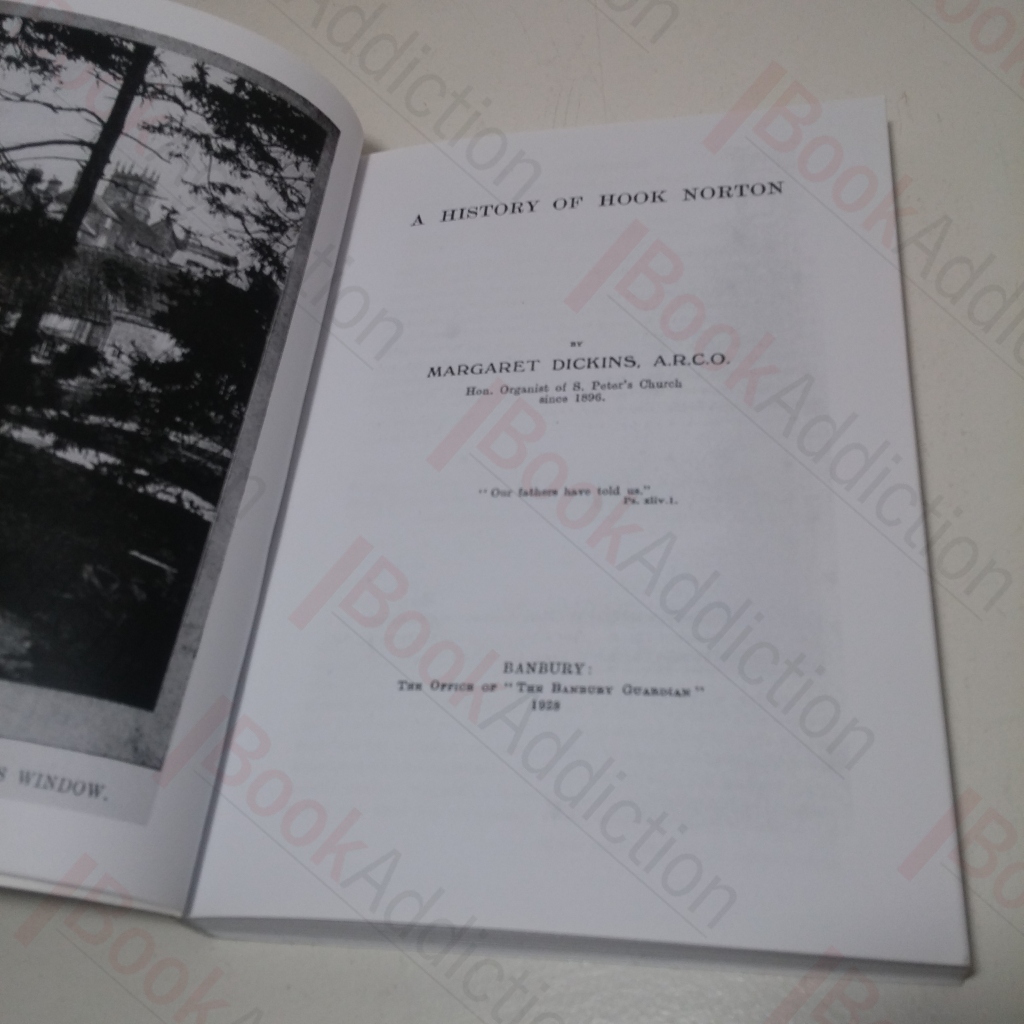 S WINDOW.
A HISTORY OF HOOK NORTON
BY
MARGARET DICKINS, A.R.C.O.
Hon. Organist of S. Peter's Church
since 1896.
"Our fathers have told us."
Ps. xliv.1.
BANBURY:
THE OFFICE OF "THE BANBURY GUARDIAN"
1928
BookAddiction